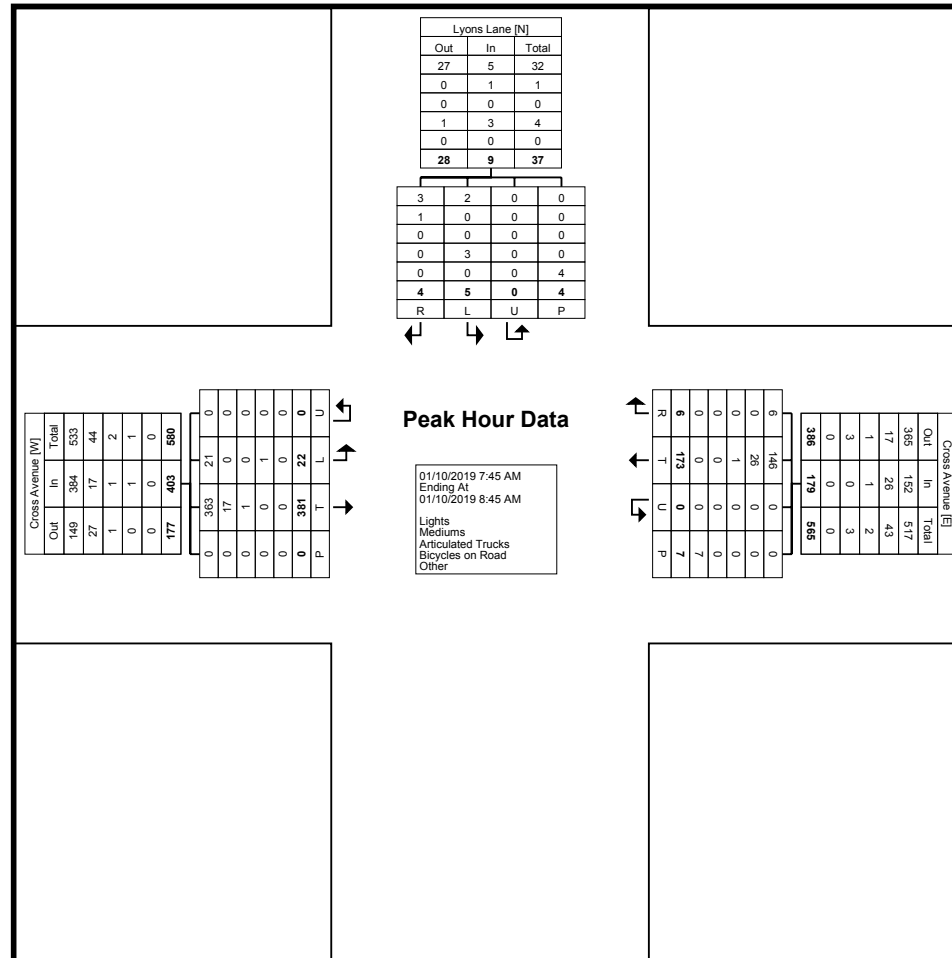 Lyons Lane [N]
Out In Total
27 5 32
0 1 1
0 0 0
1 3 4
0 0 0
28 9 37
3 2 0 0
1 0 0 0
0 0 0 0
0 3 0 0
0 0 0 4
4 5 0 4
R L U P
Cross Avenue [W]
Total In Out
533 384 149
44 17 27
2 1 1
1 1 0
0 0 0
580 403 177
0 21 363 0
0 0 17 0
0 0 1 0
0 1 0 0
0 0 0 0
0 22 381 0
U L T P
Peak Hour Data
01/10/2019 7:45 AM
Ending At
01/10/2019 8:45 AM
Lights
Mediums
Articulated Trucks
Bicycles on Road
Other
R T U P
6 173 0 7
0 0 0 7
0 0 0 0
0 1 0 0
0 26 0 0
6 146 0 0
Cross Avenue [E]
Out In Total
365 152 517
17 26 43
1 1 2
3 0 3
0 0 0
386 179 565